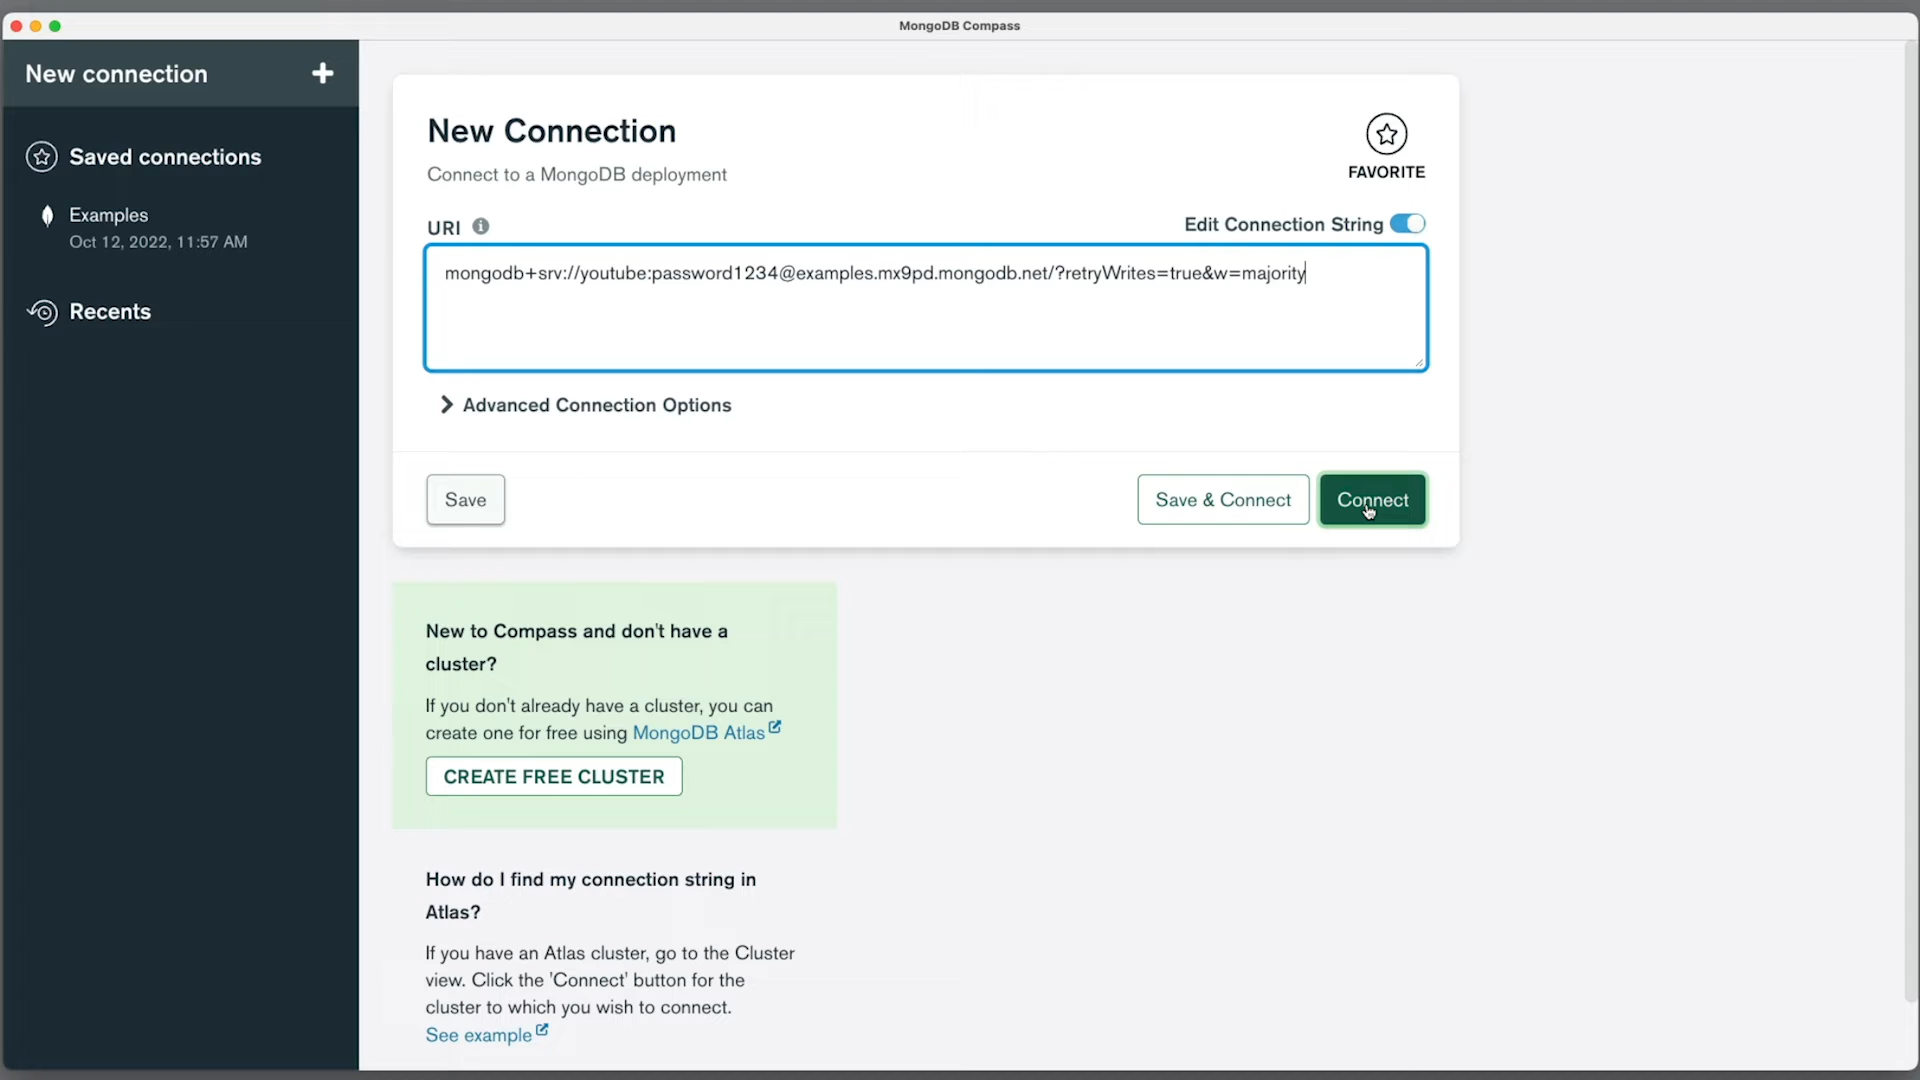 MongoDB Compass
New connection
Saved connections
Examples
Oct 12, 2022, 11:57 AM
Recents
New Connection
Connect to a MongoDB deployment
FAVORITE
URI
Edit Connection String
mongodb+srv://youtube:password1234@examples.mx9pd.mongodb.net/?retryWrites=true&w=majority
Advanced Connection Options
Save
Save & Connect
Connect
New to Compass and don't have a
cluster?
If you don't already have a cluster, you can
create one for free using MongoDB Atlas
CREATE FREE CLUSTER
How do I find my connection string in
Atlas?
If you have an Atlas cluster, go to the Cluster
view. Click the 'Connect' button for the
cluster to which you wish to connect.
See example